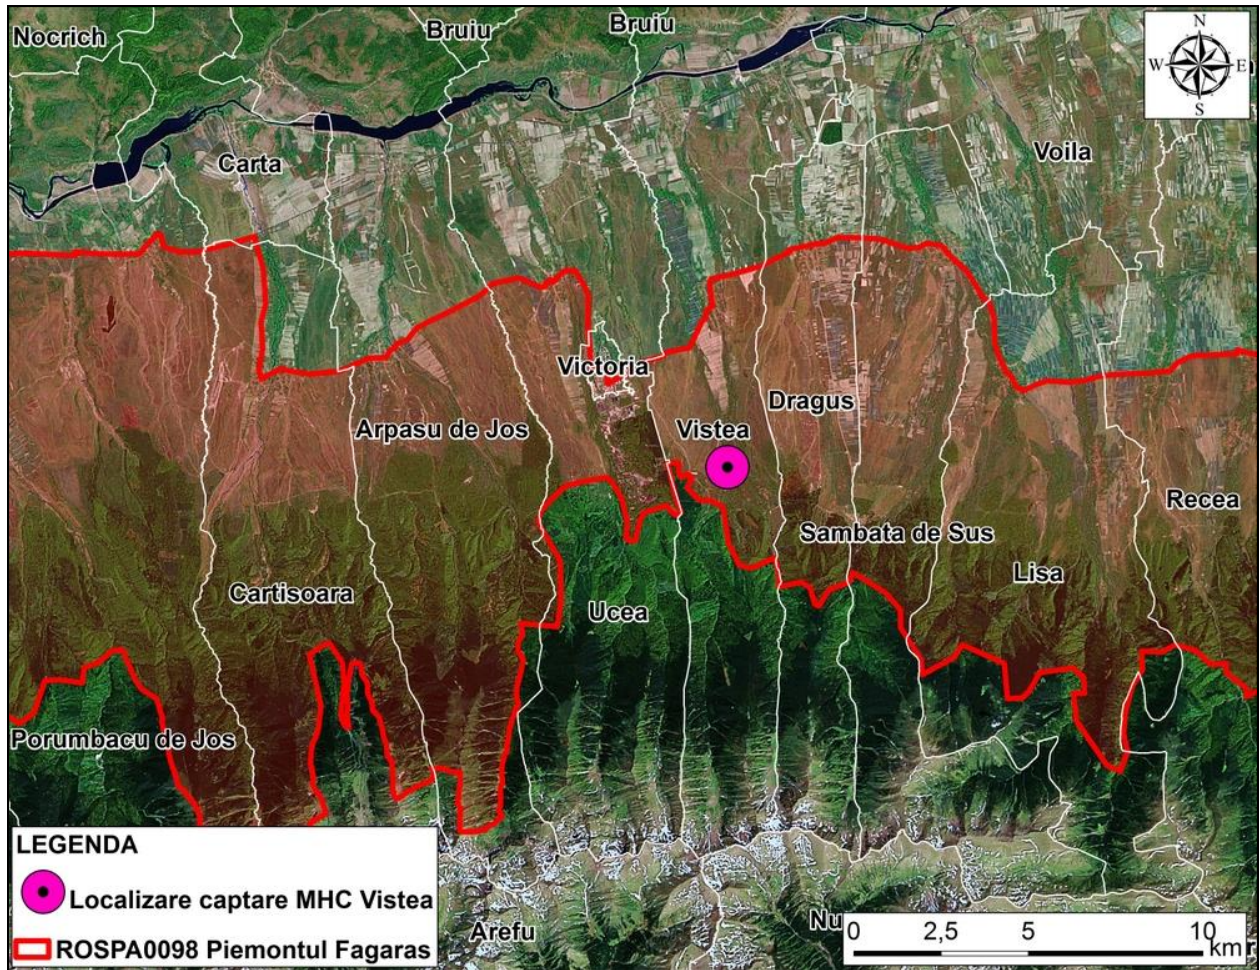 Nocrich
Bruiu
Bruiu
N
W E
S
Carta
Voila
Victoria
Dragus
Arpasu de Jos
Vistea
Recea
Sambata de Sus
Cartisoara
Lisa
Ucea
Porumbacu de Jos
LEGENDA
Localizare captare MHC Vistea
ROSPA0098 Piemontul Fagaras
Arefu
Nu
0 2,5 5 10
km